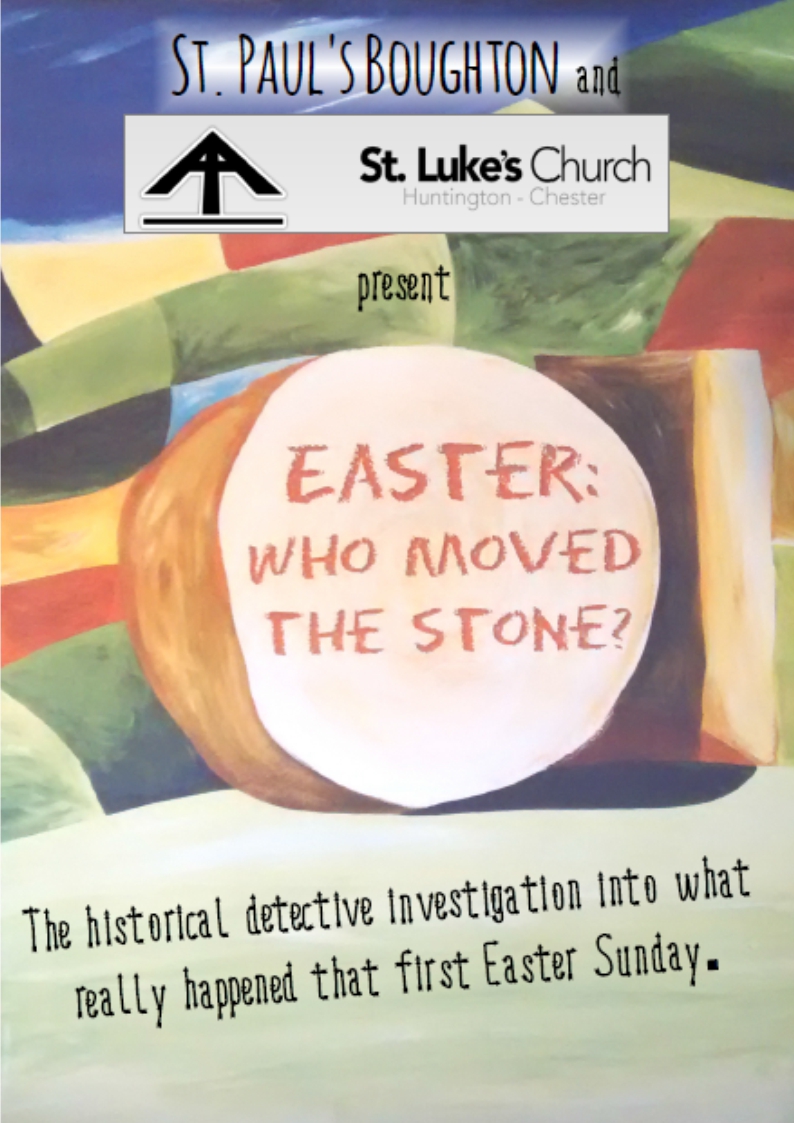 St. Paul's Boughton and
St. Luke's Church
Huntington - Chester
present
EASTER:
WHO MOVED
THE STONE?
The historical detective investigation into what
really happened that first Easter Sunday.